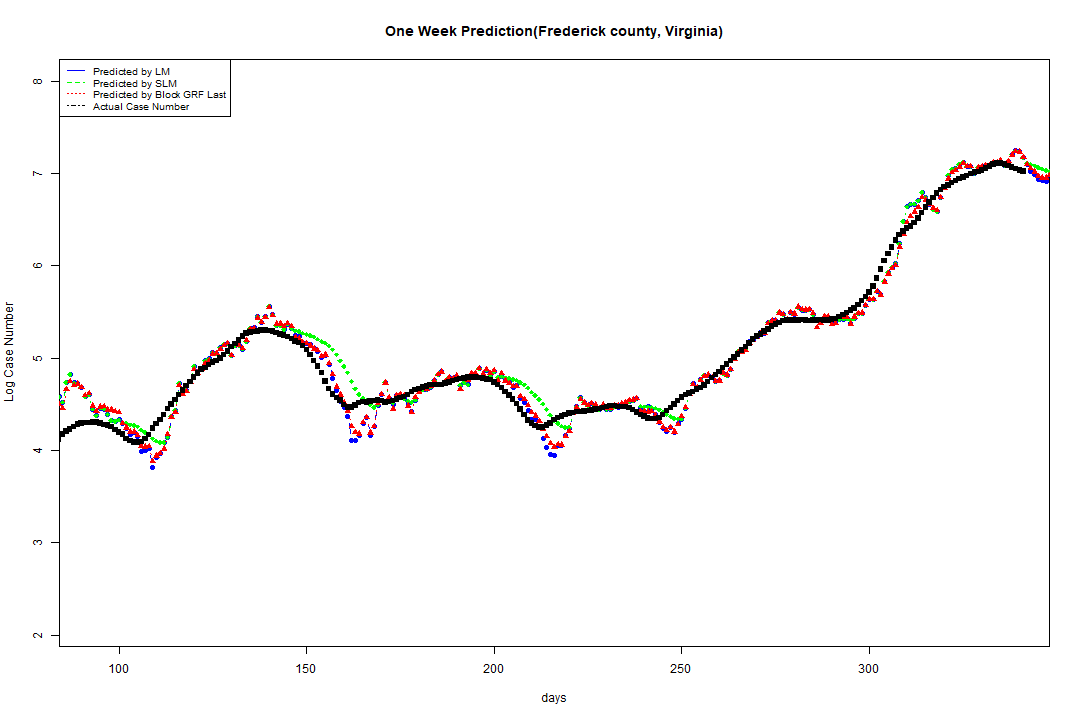 One Week Prediction(Frederick county, Virginia)
Predicted by LM
Predicted by SLM
Predicted by Block GRF Last
Actual Case Number
8
7
6
5
4
3
2
Log Case Number
100 150 200 250 300
days